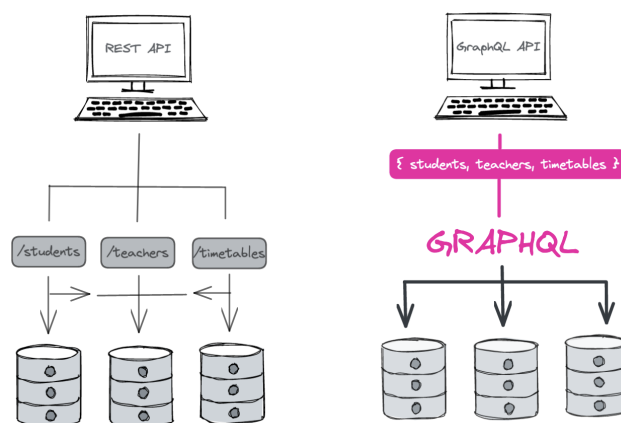 REST API
/students
/teachers
/timetables
GraphQL API
{ students, teachers, timetables }
GRAPHQL